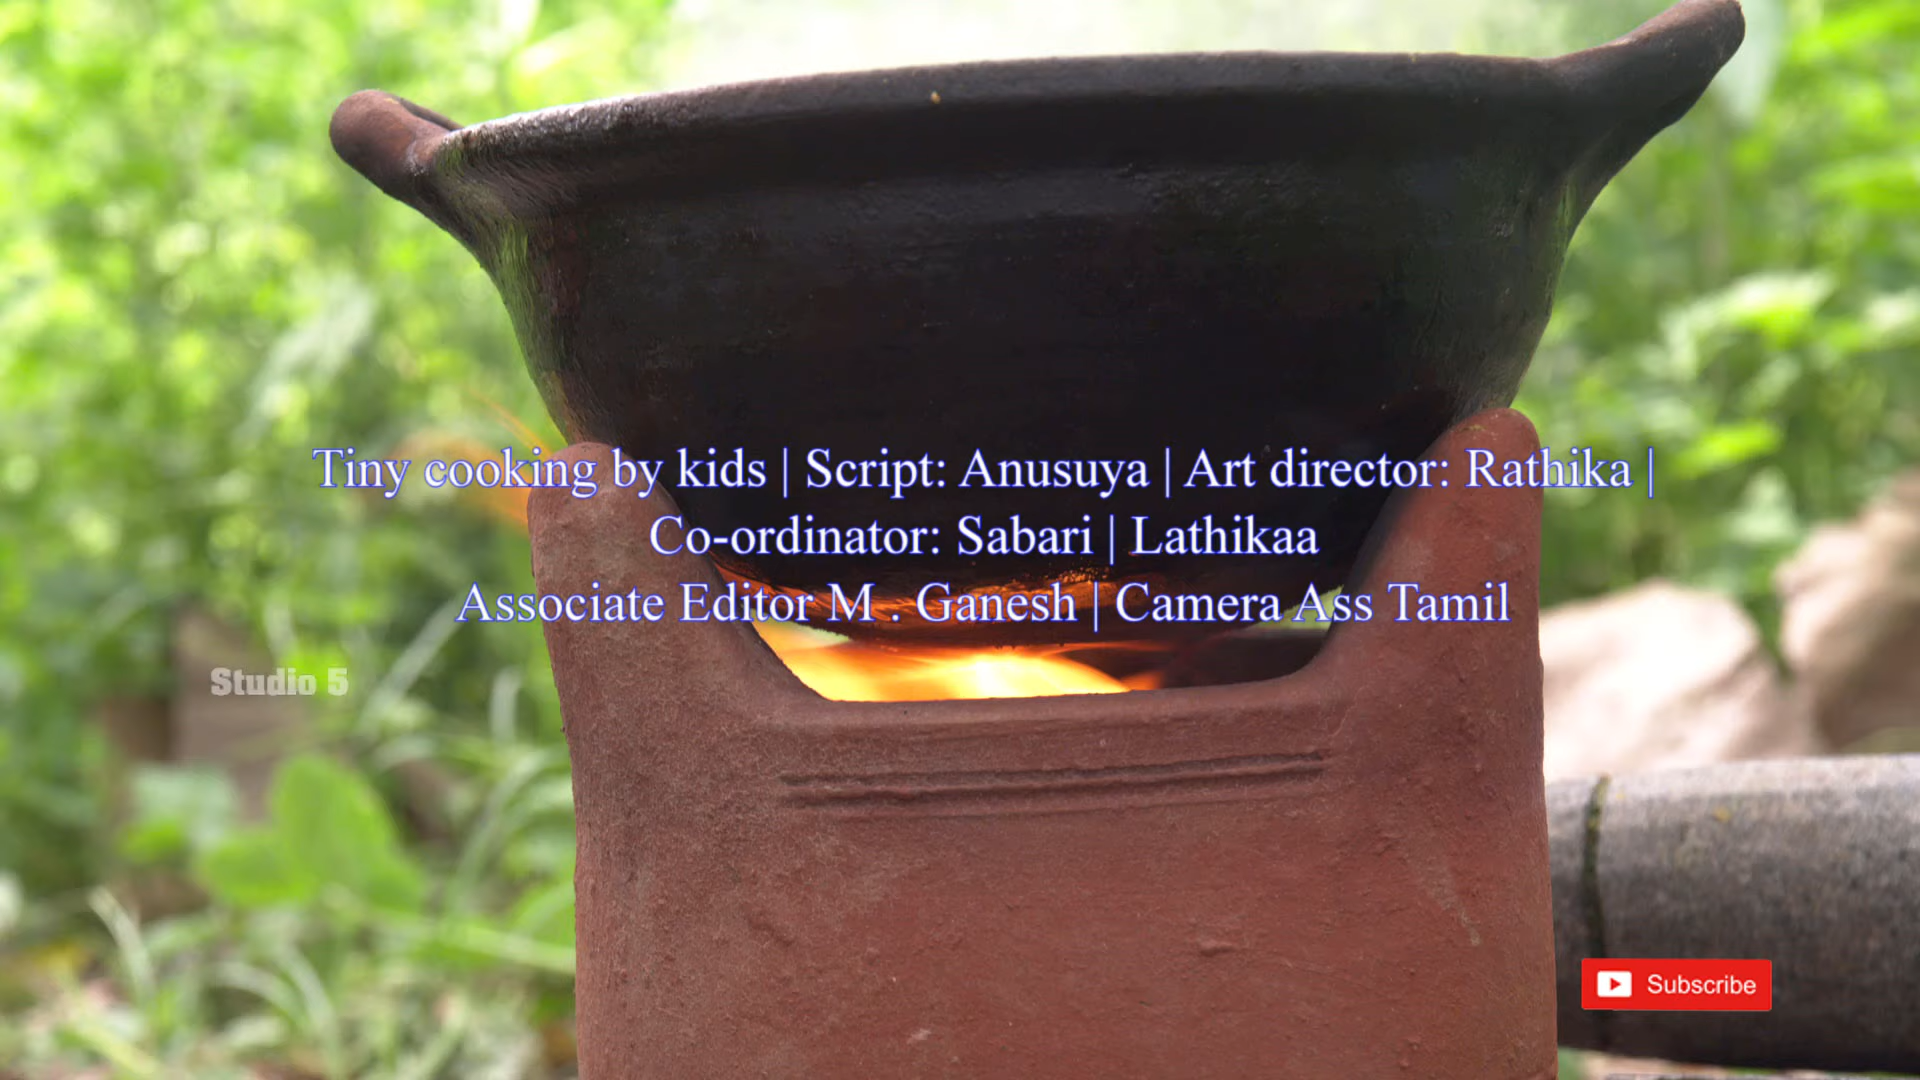 Tiny cooking by kids | Script: Anusuya | Art director: Rathika |
Co-ordinator: Sabari | Lathikaa
Associate Editor M . Ganesh | Camera Ass Tamil
Studio 5
Subscribe